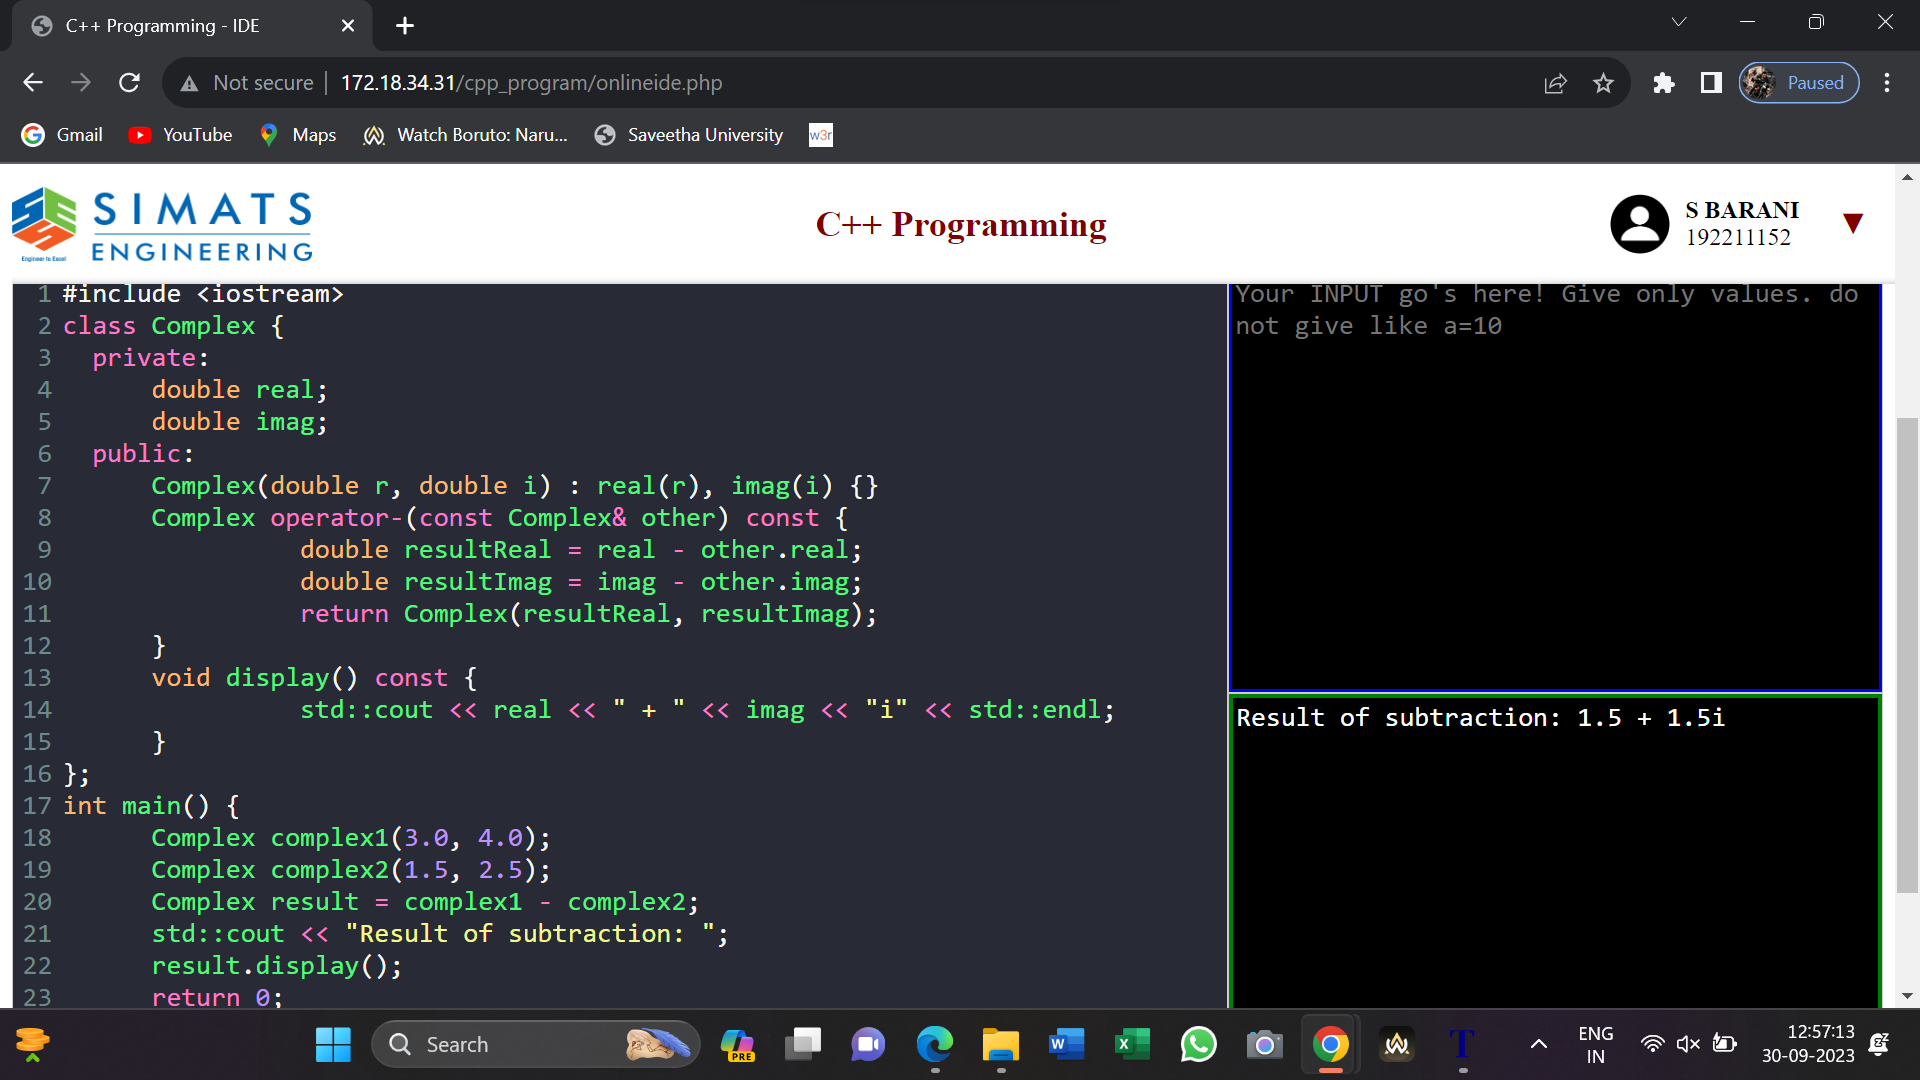 C++ Programming - IDE
Not secure | 172.18.34.31/cpp_program/onlineide.php
Paused
Gmail YouTube Maps Watch Boruto: Naru... Saveetha University w3r
SIMATS
ENGINEERING
Engineer to Excel
C++ Programming
S BARANI
192211152
1 #include <iostream>
2 class Complex {
3   private:
4       double real;
5       double imag;
6   public:
7       Complex(double r, double i) : real(r), imag(i) {}
8       Complex operator-(const Complex& other) const {
9                 double resultReal = real - other.real;
10                 double resultImag = imag - other.imag;
11                 return Complex(resultReal, resultImag);
12       }
13       void display() const {
14                 std::cout << real << " + " << imag << "i" << std::endl;
15       }
16 };
17 int main() {
18       Complex complex1(3.0, 4.0);
19       Complex complex2(1.5, 2.5);
20       Complex result = complex1 - complex2;
21       std::cout << "Result of subtraction: ";
22       result.display();
23       return 0;
Your INPUT go's here! Give only values. do
not give like a=10
Result of subtraction: 1.5 + 1.5i
Search
PRE
ENG
IN
12:57:13
30-09-2023